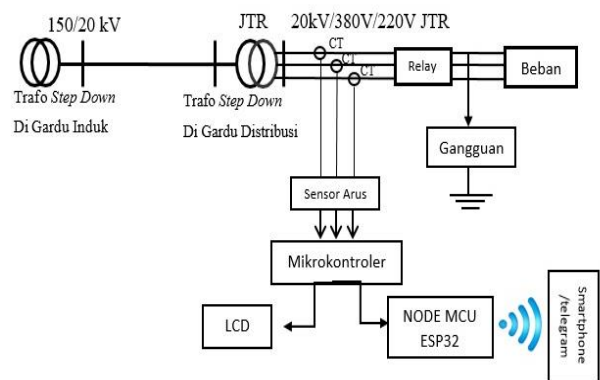 150/20 kV
JTR
20kV/380V/220V JTR
CT
CT
CT
Relay
Beban
Trafo Step Down
Di Gardu Induk
Trafo Step Down
Di Gardu Distribusi
Gangguan
Sensor Arus
Mikrokontroler
LCD
NODE MCU
ESP32
Smartphone
/telegram